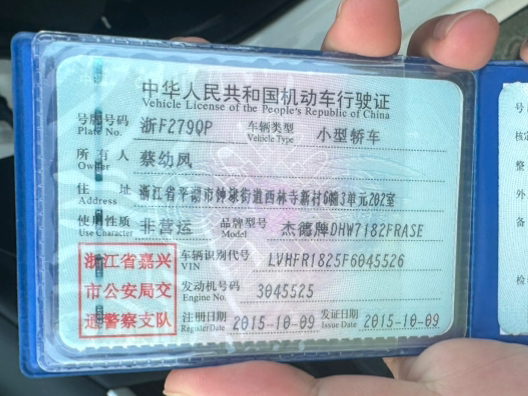 中华人民共和国机动车行驶证
Vehicle License of the People's Republic of China
号牌号码 浙F279QP 车辆类型 小型轿车
Plate No. Vehicle Type
所有人 蔡幼凤
Owner
住址 浙江省平湖市钟埭街道西林寺新村6幢3单元202室
Address
使用性质 非营运 品牌型号 杰德牌DHW7182FRASE
Use Character Model
浙江省嘉兴 车辆识别代号 LVHFR1825F6045526
市公安局交 VIN
通警察支队 发动机号码 3045525
Engine No.
注册日期 2015-10-09 发证日期 2015-10-09
Register Date Issue Date
号
核定
整
外
检